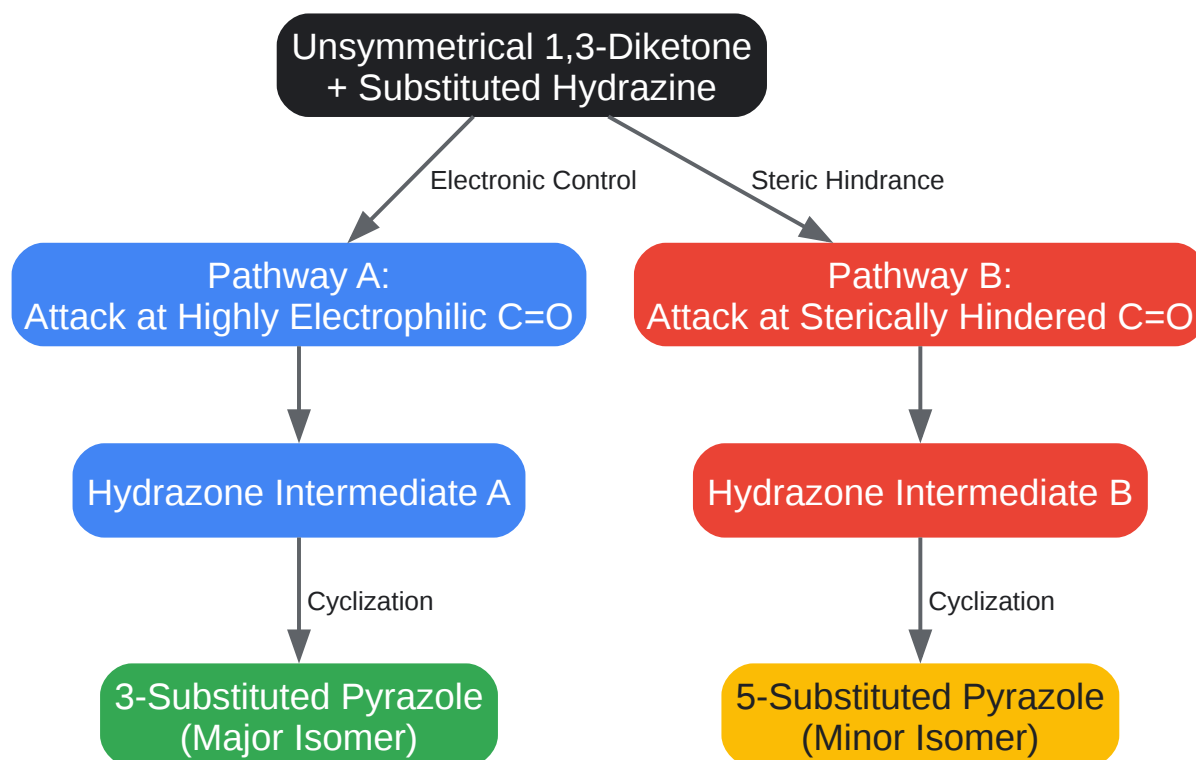 Unsymmetrical 1,3-Diketone
+ Substituted Hydrazine
Electronic Control
Steric Hindrance
Pathway A:
Attack at Highly Electrophilic C=O
Pathway B:
Attack at Sterically Hindered C=O
Hydrazone Intermediate A
Hydrazone Intermediate B
Cyclization
Cyclization
3-Substituted Pyrazole
(Major Isomer)
5-Substituted Pyrazole
(Minor Isomer)